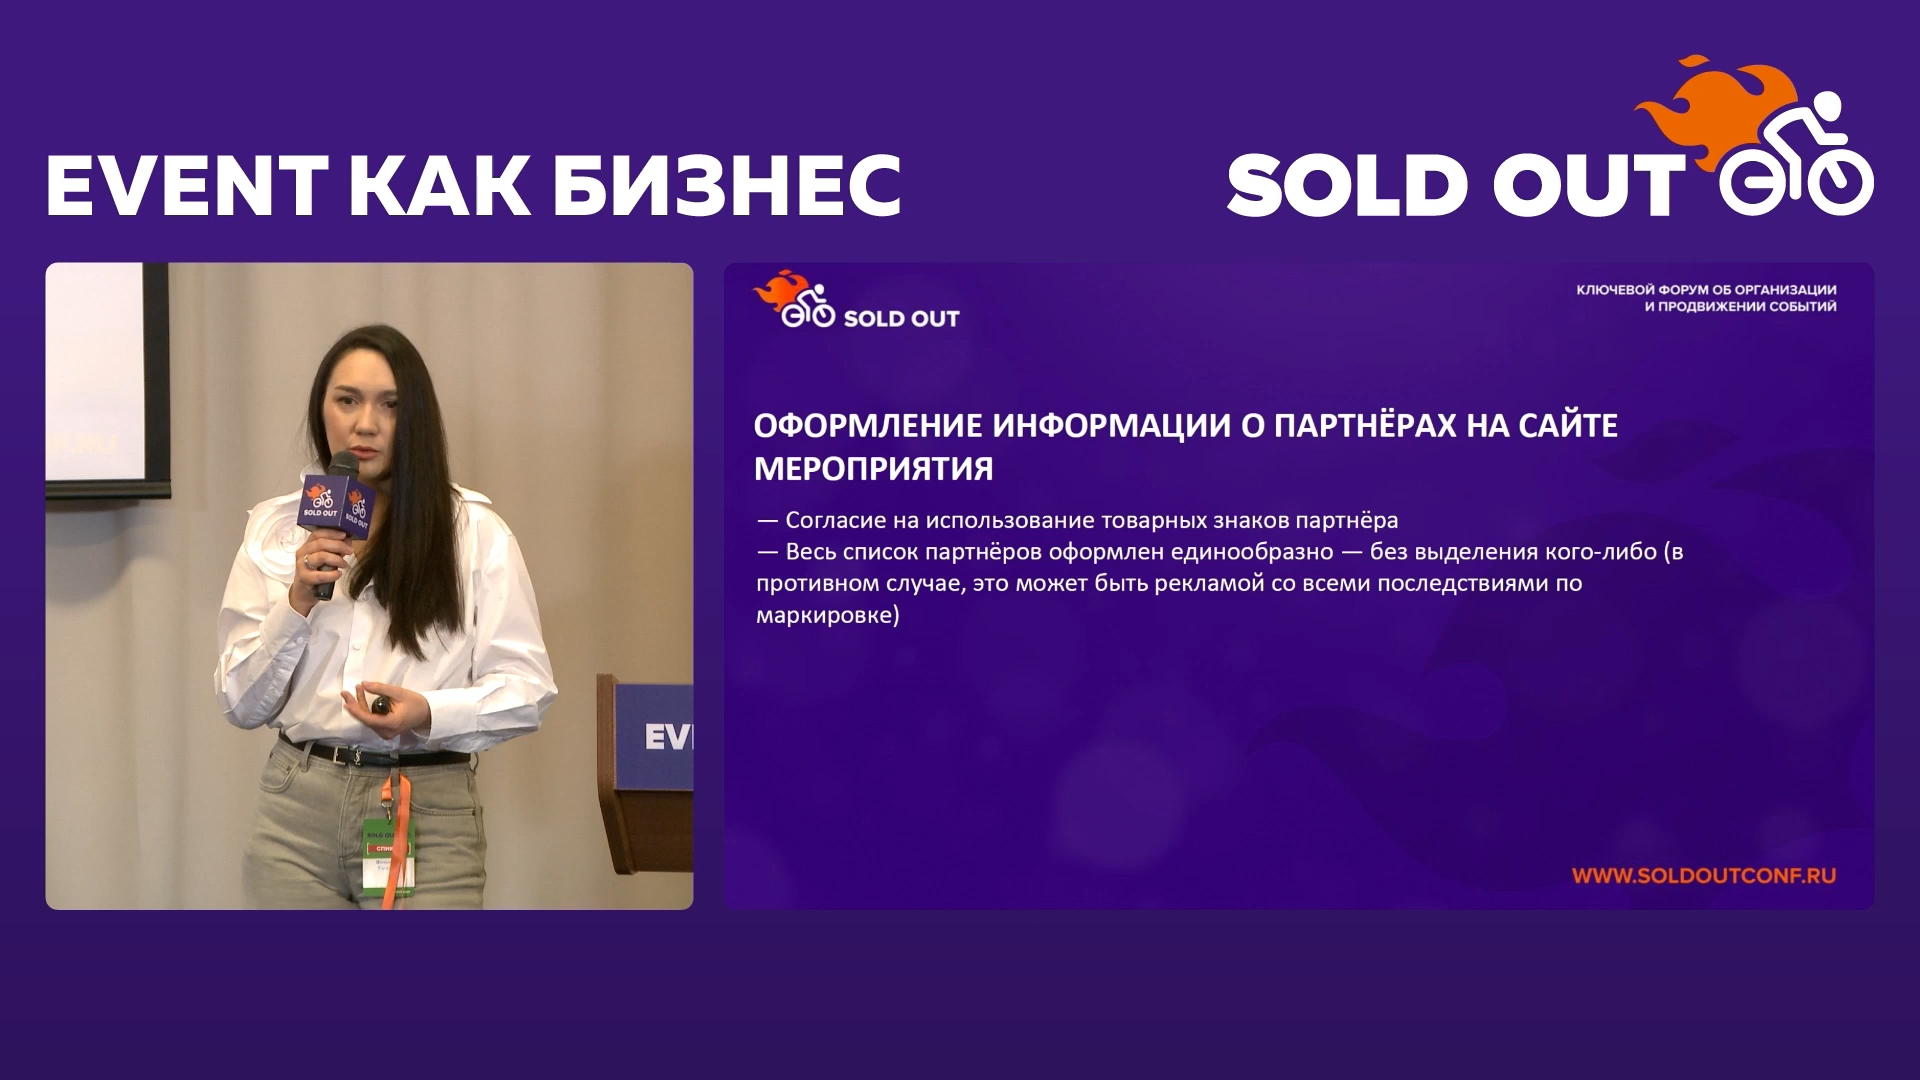 EVENT КАК БИЗНЕС
SOLD OUT
SOLD OUT
SOLD OUT
EV
SOLD OUT
КЛЮЧЕВОЙ ФОРУМ ОБ ОРГАНИЗАЦИИ
И ПРОДВИЖЕНИИ СОБЫТИЙ
ОФОРМЛЕНИЕ ИНФОРМАЦИИ О ПАРТНЁРАХ НА САЙТЕ
МЕРОПРИЯТИЯ
— Согласие на использование товарных знаков партнёра
— Весь список партнёров оформлен единообразно — без выделения кого-либо (в
противном случае, это может быть рекламой со всеми последствиями по
маркировке)
WWW.SOLDOUTCONF.RU